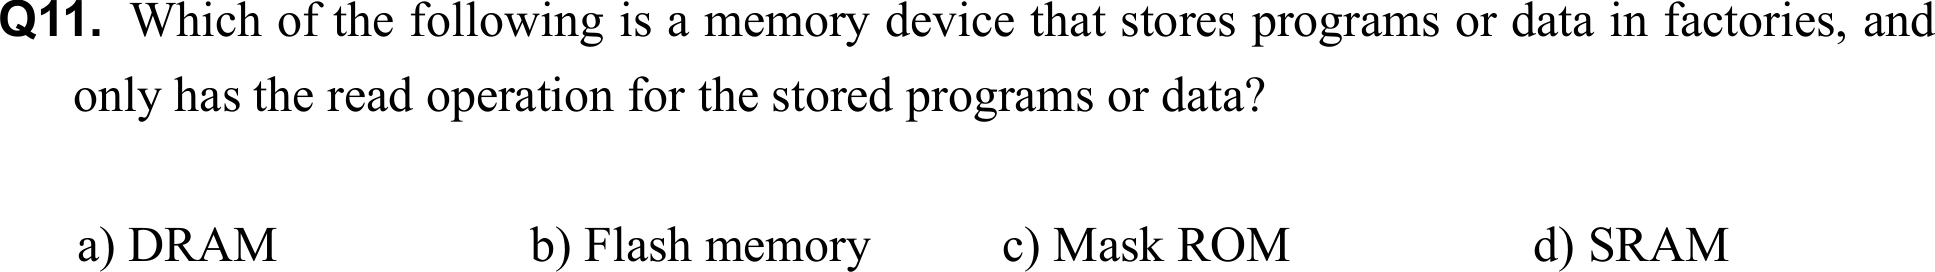 Q11. Which of the following is a memory device that stores programs or data in factories, and
only has the read operation for the stored programs or data?
a) DRAM b) Flash memory c) Mask ROM d) SRAM